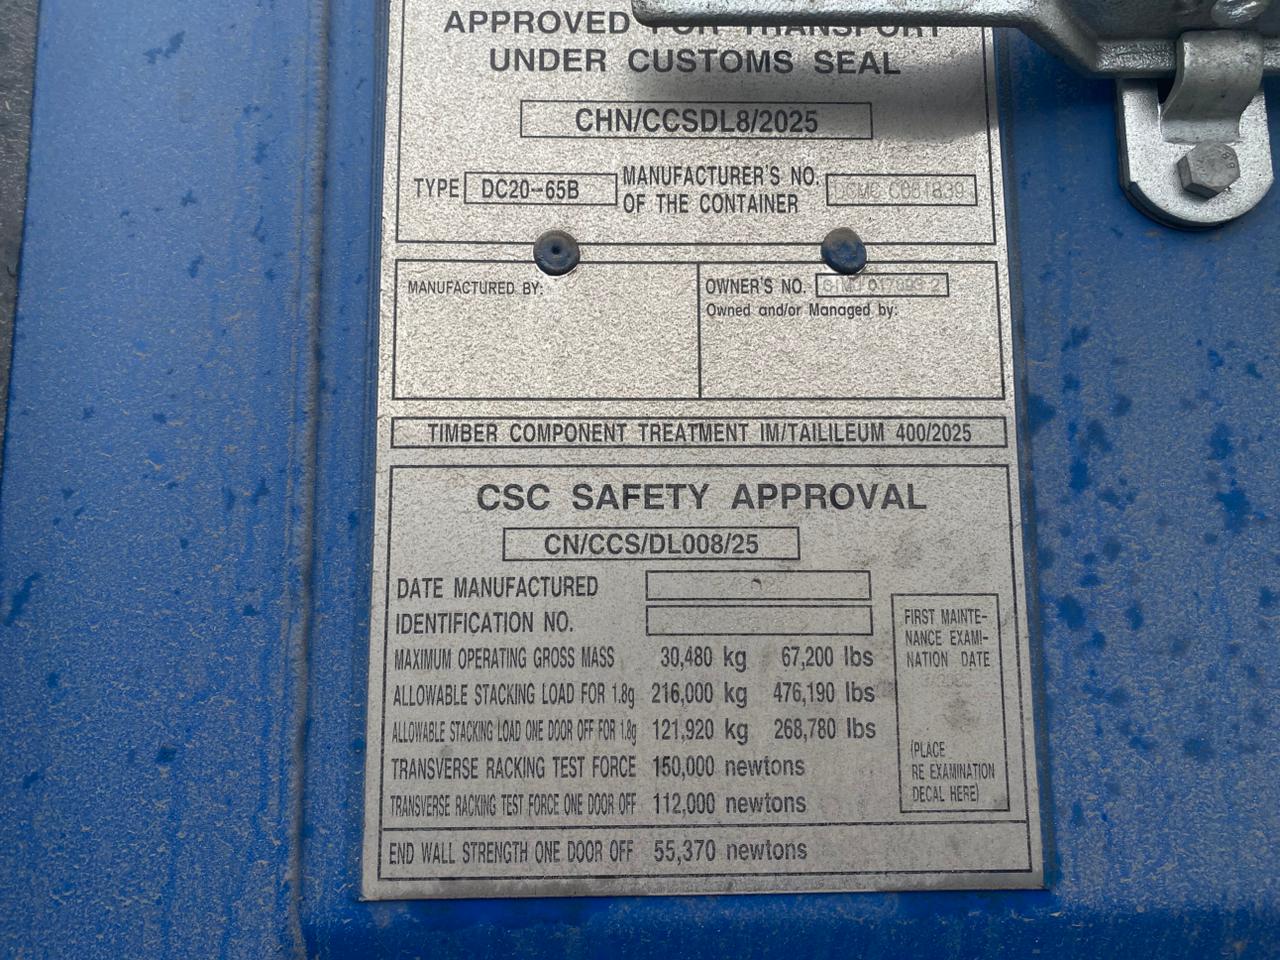 APPROVED FOR TRANSPORT
UNDER CUSTOMS SEAL
CHN/CCSDL8/2025
TYPE DC20-65B MANUFACTURER'S NO.
OF THE CONTAINER
MANUFACTURED BY:
OWNER'S NO.
Owned and/or Managed by:
TIMBER COMPONENT TREATMENT IM/TAILILEUM 400/2025
CSC SAFETY APPROVAL
CN/CCS/DL008/25
DATE MANUFACTURED
IDENTIFICATION NO.
MAXIMUM OPERATING GROSS MASS 30,480 kg 67,200 lbs
ALLOWABLE STACKING LOAD FOR 1.8g 216,000 kg 476,190 lbs
ALLOWABLE STACKING LOAD ONE DOOR OFF FOR 1.8g 121,920 kg 268,780 lbs
TRANSVERSE RACKING TEST FORCE 150,000 newtons
TRANSVERSE RACKING TEST FORCE ONE DOOR OFF 112,000 newtons
END WALL STRENGTH ONE DOOR OFF 55,370 newtons
FIRST MAINTE-
NANCE EXAMI-
NATION DATE
(PLACE
RE EXAMINATION
DECAL HERE)